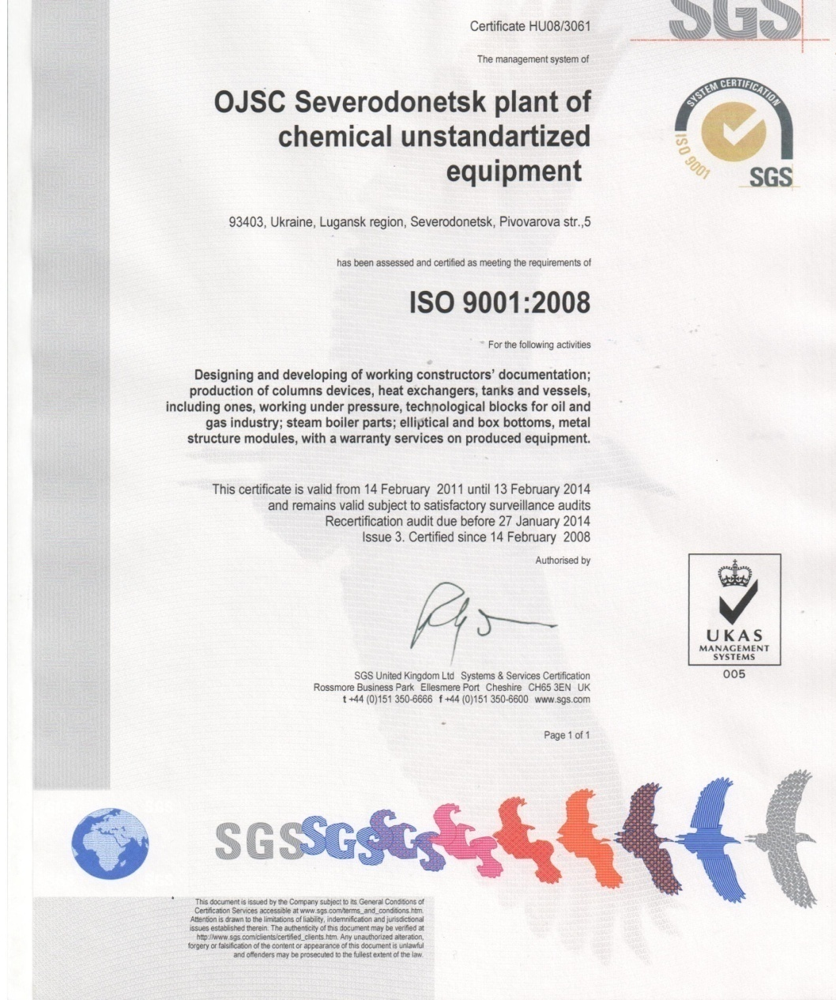 Certificate HU08/3061
SGS
The management system of
OJSC Severodonetsk plant of
chemical unstandartized
equipment
SYSTEM CERTIFICATION
ISO 9001
SGS
93403, Ukraine, Lugansk region, Severodonetsk, Pivovarova str.,5
has been assessed and certified as meeting the requirements of
ISO 9001:2008
For the following activities
Designing and developing of working constructors' documentation;
production of columns devices, heat exchangers, tanks and vessels,
including ones, working under pressure, technological blocks for oil and
gas industry; steam boiler parts; elliptical and box bottoms, metal
structure modules, with a warranty services on produced equipment.
This certificate is valid from 14 February 2011 until 13 February 2014
and remains valid subject to satisfactory surveillance audits
Recertification audit due before 27 January 2014
Issue 3. Certified since 14 February 2008
Authorised by
UKAS
MANAGEMENT
SYSTEMS
005
SGS United Kingdom Ltd Systems & Services Certification
Rossmore Business Park Ellesmere Port Cheshire CH65 3EN UK
t +44 (0)151 350-6666 f +44 (0)151 350-6600 www.sgs.com
Page 1 of 1
SGS SGS SGS SGS
This document is issued by the Company subject to its General Conditions of
Certification Services accessible at www.sgs.com/terms_and_conditions.htm.
Attention is drawn to the limitations of liability, indemnification and jurisdictional
issues established therein. The authenticity of this document may be verified at
http://www.sgs.com/clients/certified_clients.htm. Any unauthorized alteration,
forgery or falsification of the content or appearance of this document is unlawful
and offenders may be prosecuted to the fullest extent of the law.